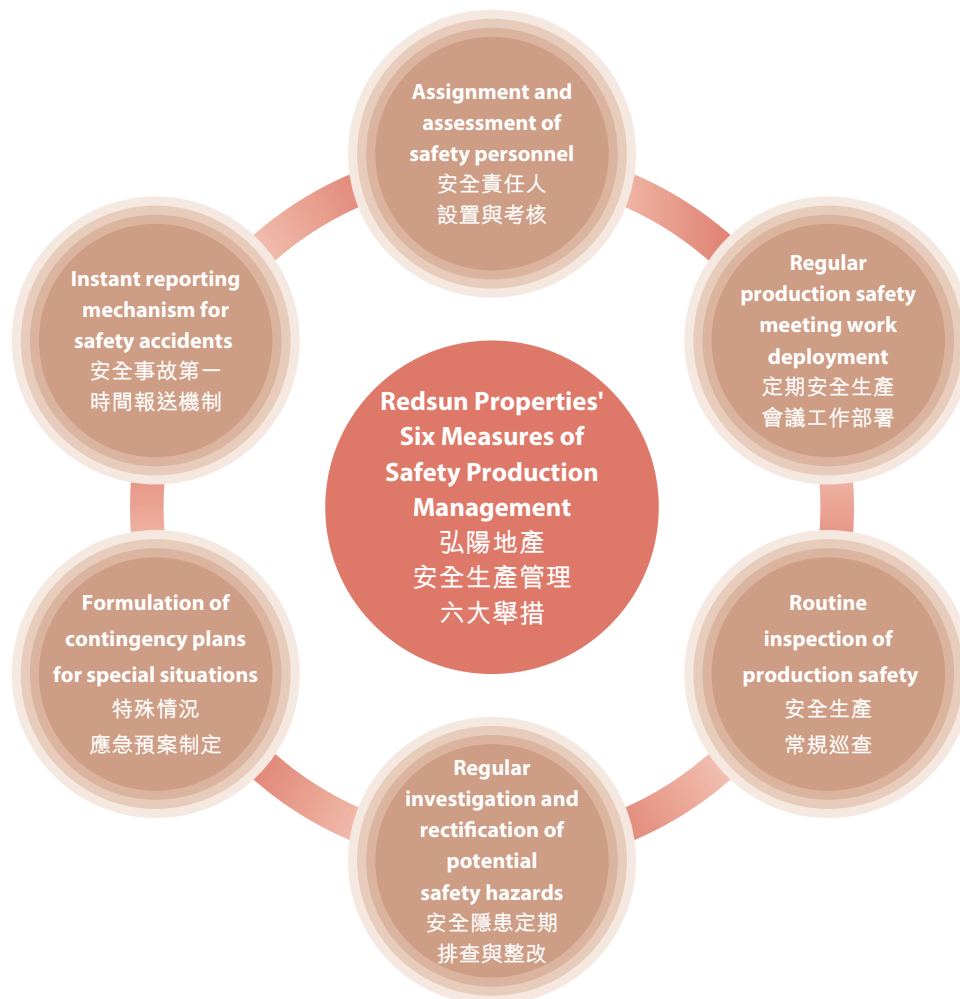 Assignment and
assessment of
safety personnel
安全責任人
設置與考核
Regular
production safety
meeting work
deployment
定期安全生產
會議工作部署
Routine
inspection of
production safety
安全生產
常規巡查
Regular
investigation and
rectification of
potential
safety hazards
安全隱患定期
排查與整改
Formulation of
contingency plans
for special situations
特殊情況
應急預案制定
Instant reporting
mechanism for
safety accidents
安全事故第一
時間報送機制
Redsun Properties'
Six Measures of
Safety Production
Management
弘陽地產
安全生產管理
六大舉措